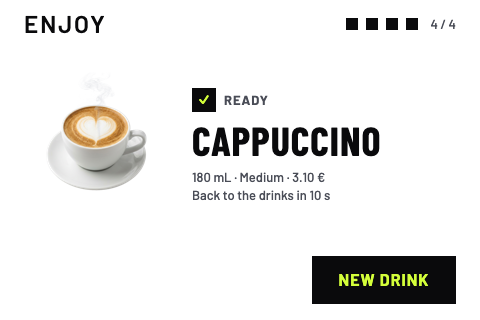 ENJOY
4 / 4
READY
CAPPUCCINO
180 mL · Medium · 3.10 €
Back to the drinks in 10 s
NEW DRINK